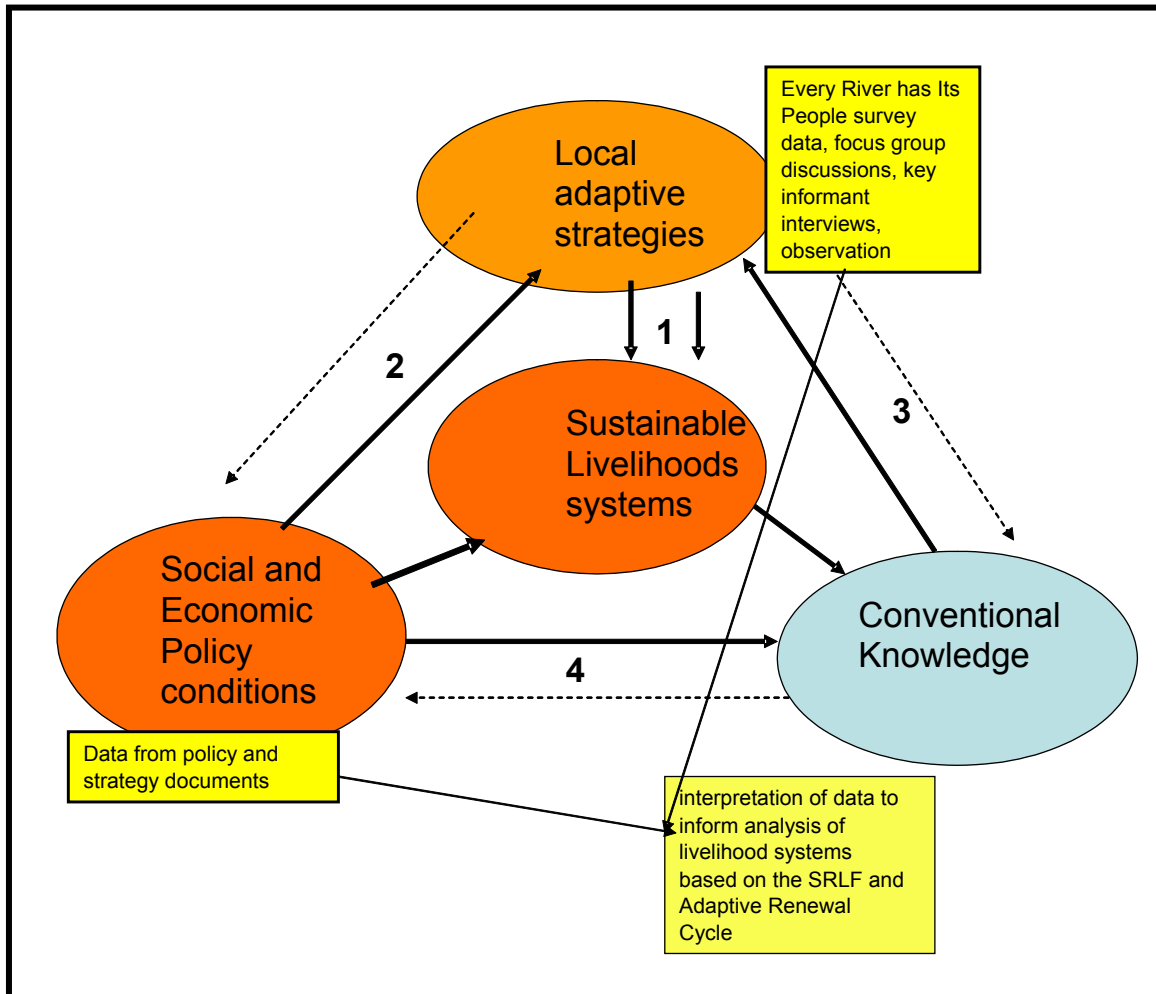 Local
adaptive
strategies
Every River has Its
People survey
data, focus group
discussions, key
informant
interviews,
observation
1
2
3
Sustainable
Livelihoods
systems
Social and
Economic
Policy
conditions
Conventional
Knowledge
4
Data from policy and
strategy documents
interpretation of data to
inform analysis of
livelihood systems
based on the SRLF and
Adaptive Renewal
Cycle